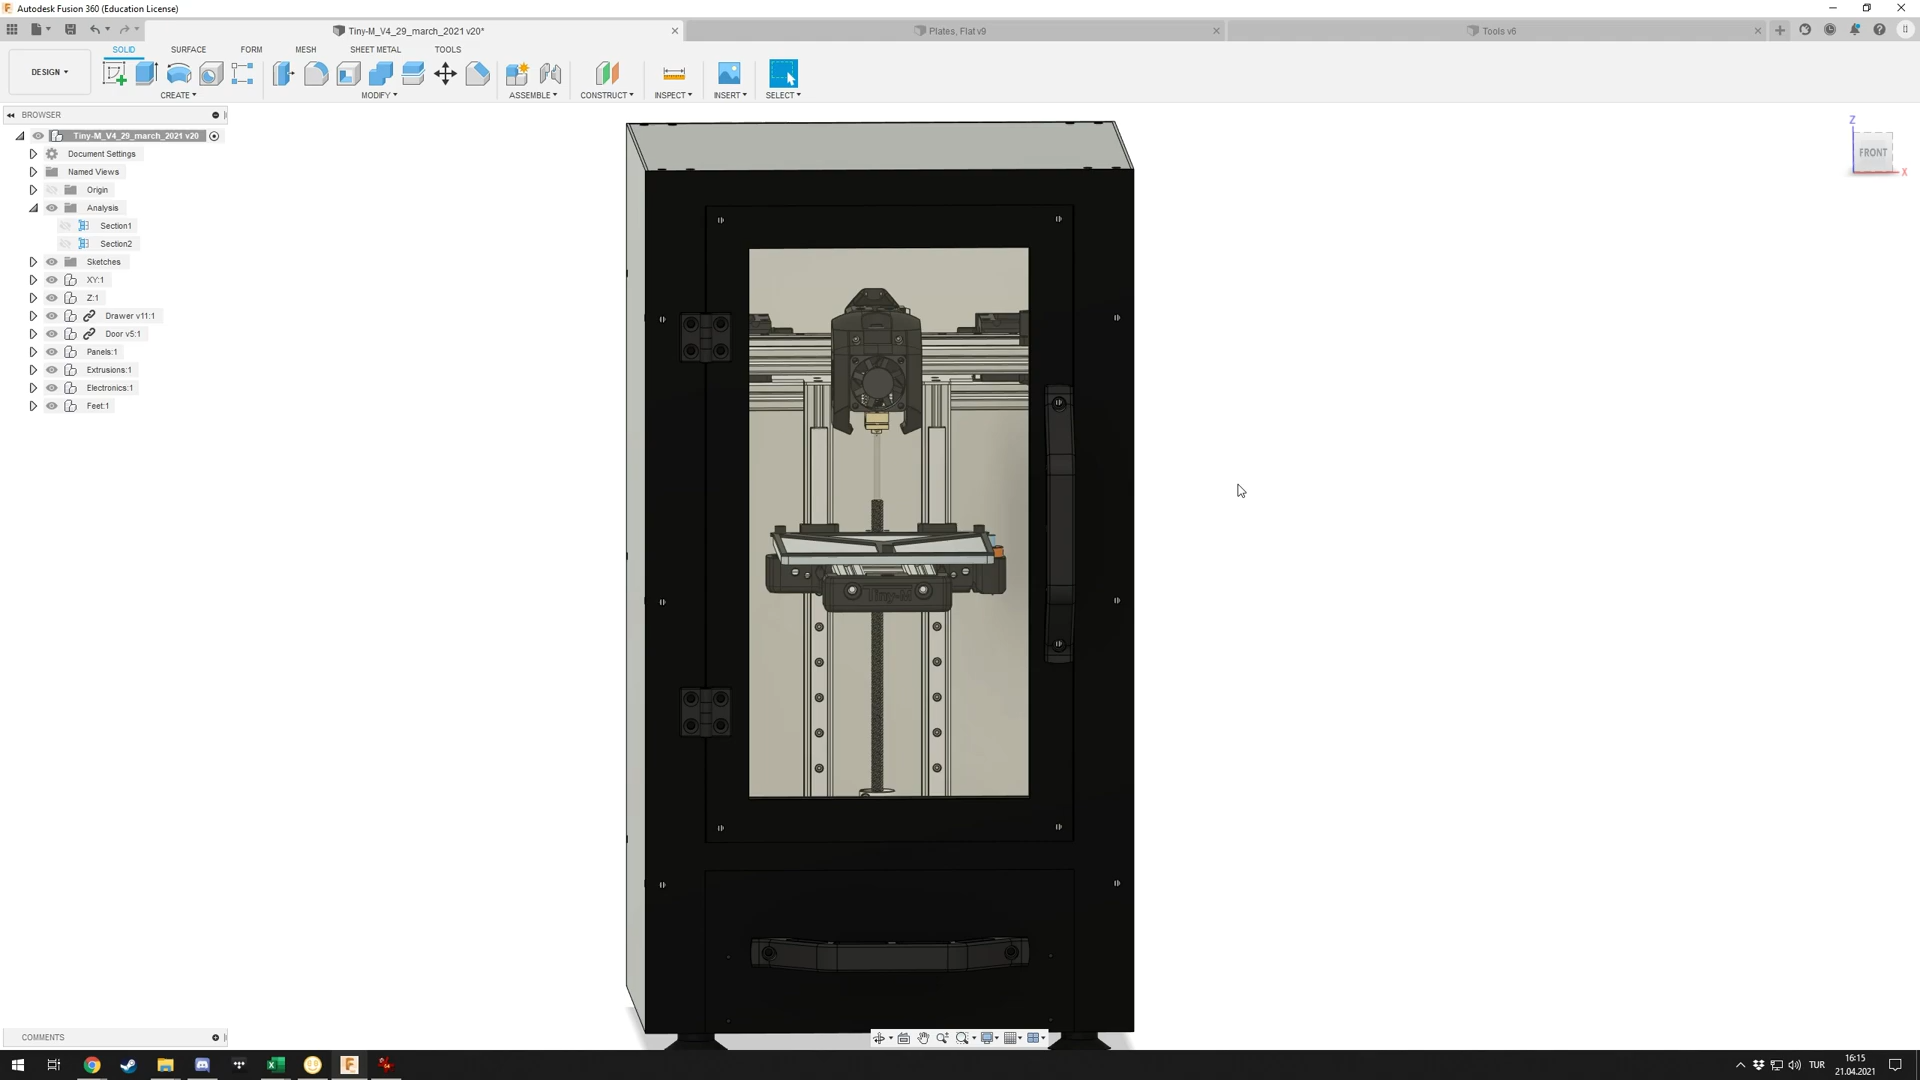 Autodesk Fusion 360 (Education License)
Tiny-M_V4_29_march_2021 v20*
Plates, Flat v9
Tools v6
SOLID
SURFACE
FORM
MESH
SHEET METAL
TOOLS
DESIGN
CREATE
MODIFY
ASSEMBLE
CONSTRUCT
INSPECT
INSERT
SELECT
BROWSER
Tiny-M_V4_29_march_2021 v20
Document Settings
Named Views
Origin
Analysis
Section1
Section2
Sketches
XY:1
Z:1
Drawer v11:1
Door v5:1
Panels:1
Extrusions:1
Electronics:1
Feet:1
Z
FRONT
X
Tiny-M
COMMENTS
TUR
16:15
21.04.2021